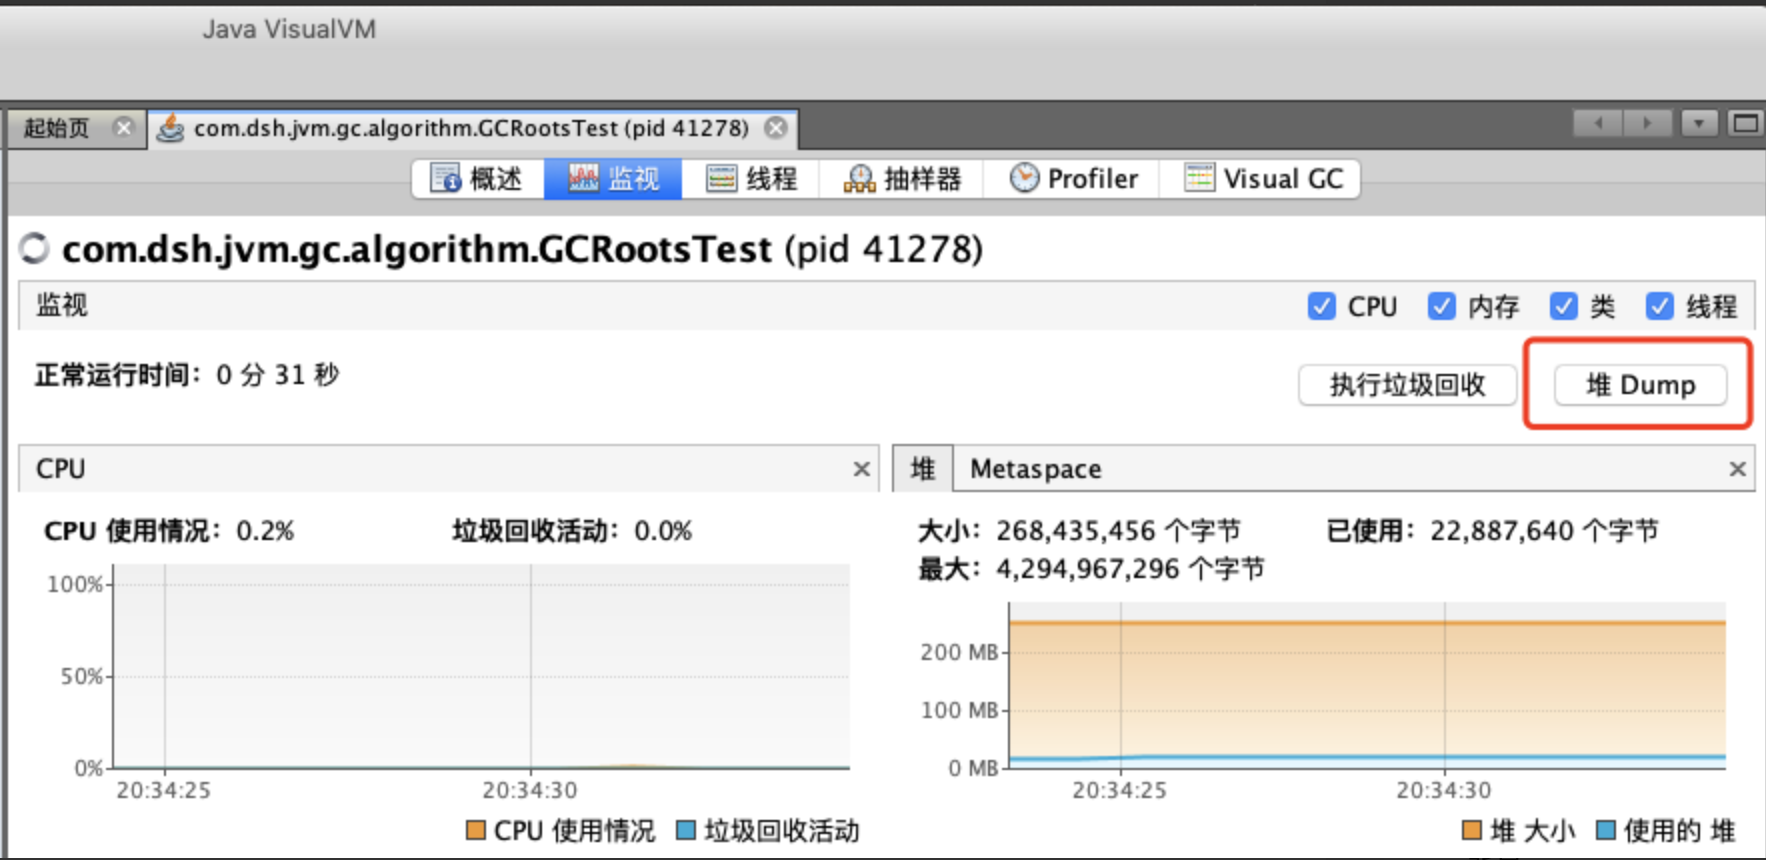 Java VisualVM
起始页
com.dsh.jvm.gc.algorithm.GCRootsTest (pid 41278)
概述 监视 线程 抽样器 Profiler Visual GC
com.dsh.jvm.gc.algorithm.GCRootsTest (pid 41278)
监视
CPU 内存 类 线程
正常运行时间：0 分 31 秒
执行垃圾回收 堆 Dump
CPU
CPU 使用情况：0.2% 垃圾回收活动：0.0%
100%
50%
0%
20:34:25 20:34:30
CPU 使用情况 垃圾回收活动
堆 Metaspace
大小：268,435,456 个字节 已使用：22,887,640 个字节
最大：4,294,967,296 个字节
200 MB
100 MB
0 MB
20:34:25 20:34:30
堆 大小 使用的 堆